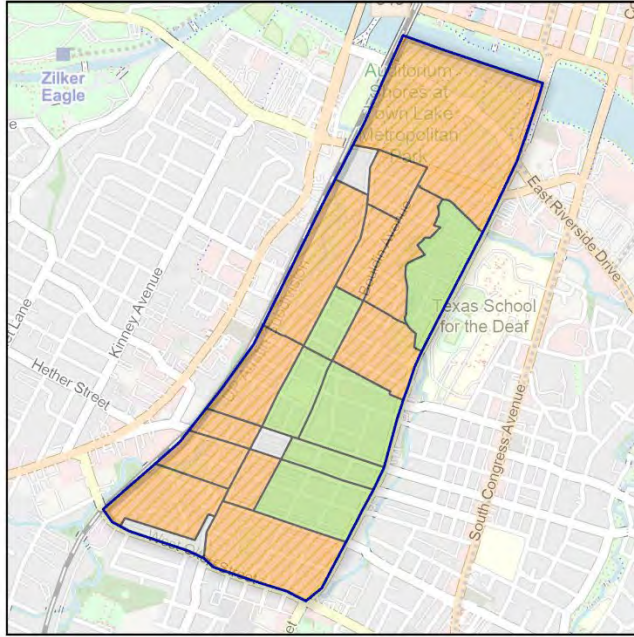 Zilker
Eagle
Auditorium
Shores at
Town Lake
Metropolitan
Park
East Riverside Drive
Kinney Avenue
Texas School
for the Deaf
Hether Street
South Congress Avenue